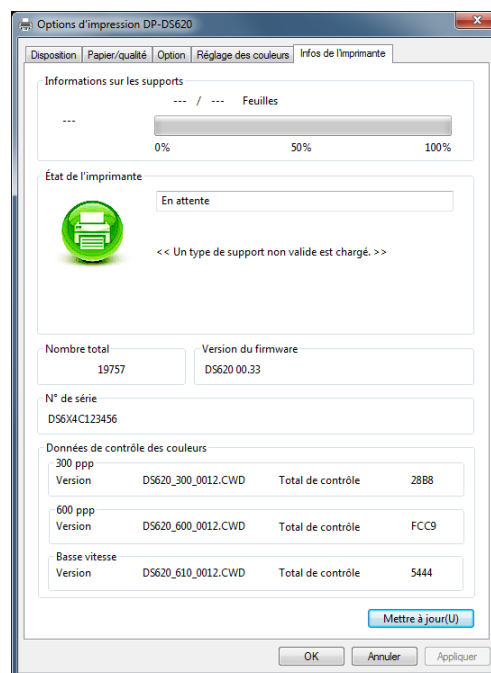 Options d'impression DP-DS620
Disposition Papier/qualité Option Réglage des couleurs Infos de l'Imprimante
Informations sur les supports
--- / --- Feuilles
---
0% 50% 100%
État de l'imprimante
En attente
<< Un type de support non valide est chargé. >>
Nombre total Version du firmware
19757 DS620 00.33
N° de série
DS6X4C123456
Données de contrôle des couleurs
300 ppp
Version DS620_300_0012.CWD Total de contrôle 28B8
600 ppp
Version DS620_600_0012.CWD Total de contrôle FCC9
Basse vitesse
Version DS620_610_0012.CWD Total de contrôle 5444
Mettre à jour(U)
OK Annuler Appliquer